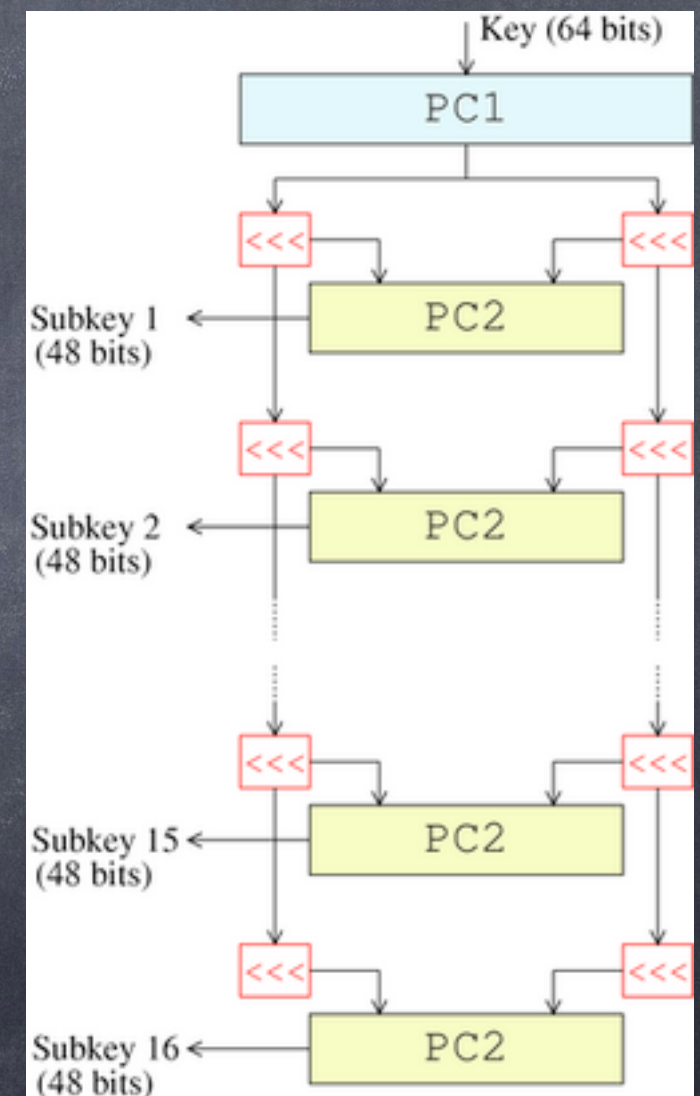 Key (64 bits)
PC1
<<< <<<
Subkey 1 PC2
(48 bits)
<<< <<<
Subkey 2 PC2
(48 bits)
<<< <<<
Subkey 15 PC2
(48 bits)
<<< <<<
Subkey 16 PC2
(48 bits)